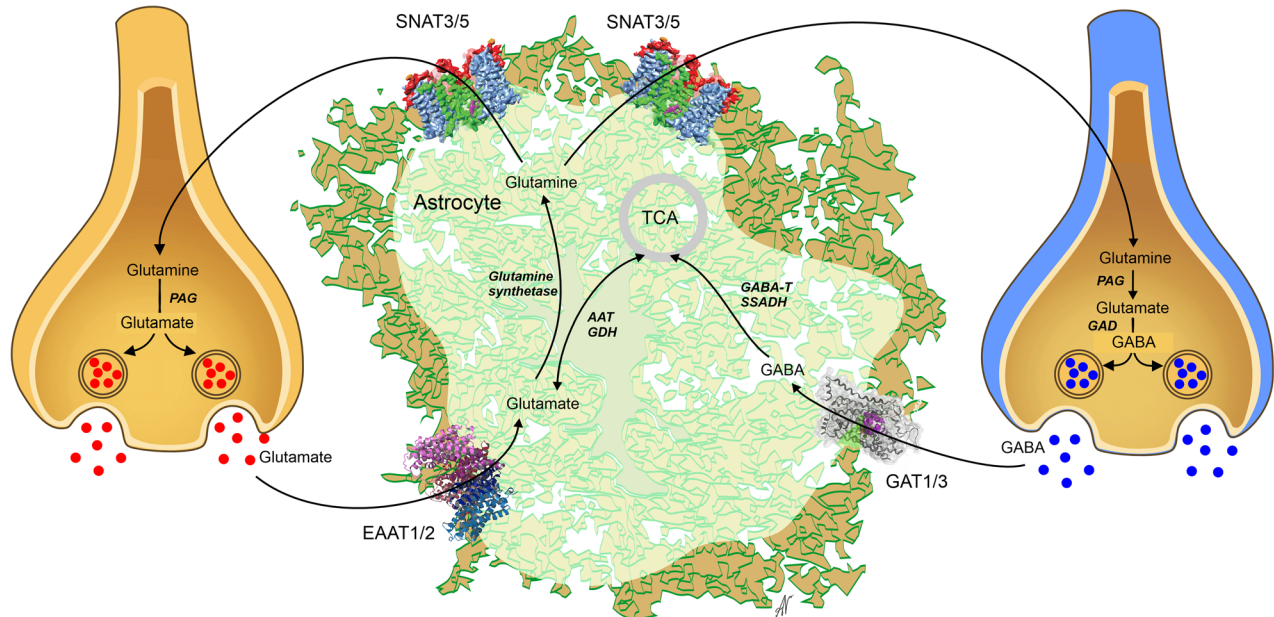 SNAT3/5
SNAT3/5
Glutamine
Astrocyte
TCA
Glutamine
PAG
Glutamate
Glutamine
synthetase
AAT
GDH
GABA-T
SSADH
Glutamine
PAG
Glutamate
GAD
GABA
GABA
Glutamate
Glutamate
GABA
GAT1/3
EAAT1/2